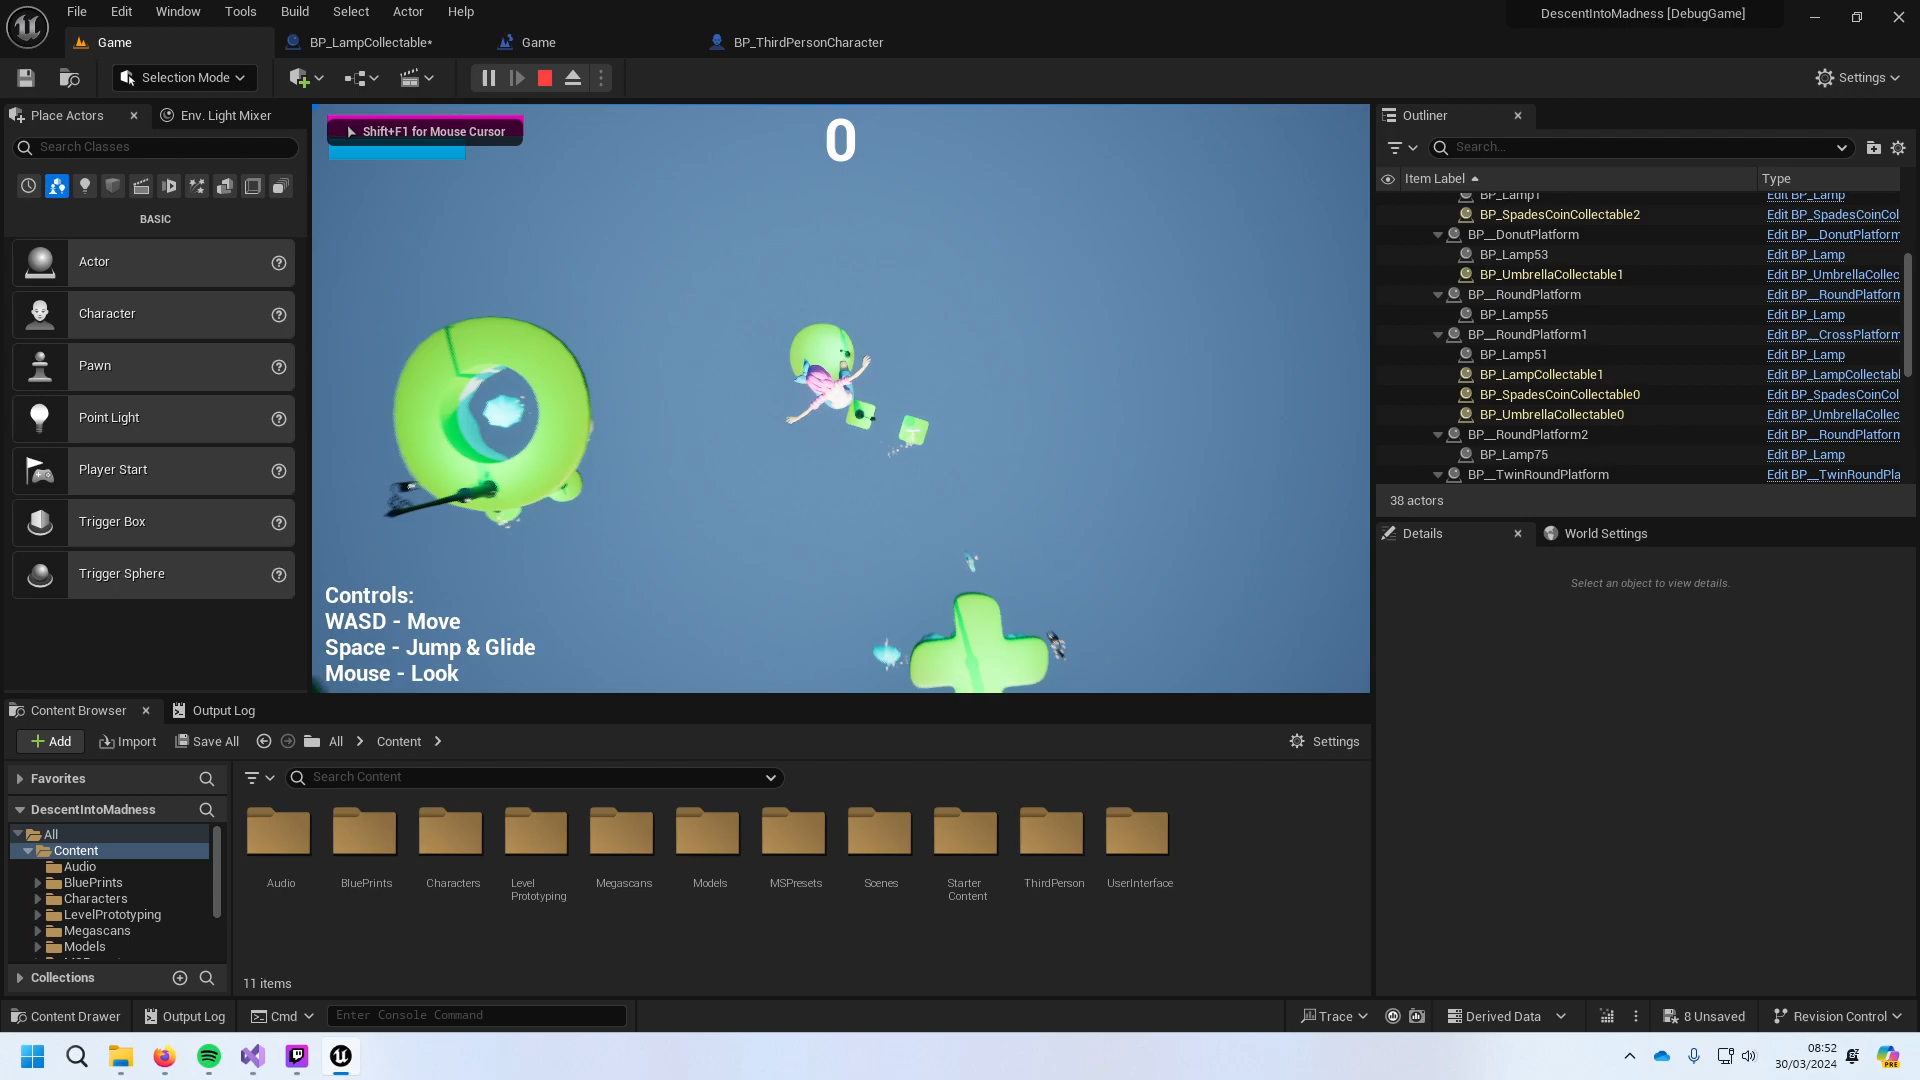 File Edit Window Tools Build Select Actor Help
DescentIntoMadness [DebugGame]
Game
BP_LampCollectable*
Game
BP_ThirdPersonCharacter
Selection Mode
Settings
Place Actors
Env. Light Mixer
Search Classes
BASIC
Actor
Character
Pawn
Point Light
Player Start
Trigger Box
Trigger Sphere
Shift+F1 for Mouse Cursor
0
Controls:
WASD - Move
Space - Jump & Glide
Mouse - Look
Outliner
Search...
Item Label Type
BP_Lamp1 Edit BP_Lamp
BP_SpadesCoinCollectable2 Edit BP_SpadesCoinCol
BP__DonutPlatform Edit BP__DonutPlatform
BP_Lamp53 Edit BP_Lamp
BP_UmbrellaCollectable1 Edit BP_UmbrellaCollec
BP__RoundPlatform Edit BP__RoundPlatform
BP_Lamp55 Edit BP_Lamp
BP__RoundPlatform1 Edit BP__CrossPlatform
BP_Lamp51 Edit BP_Lamp
BP_LampCollectable1 Edit BP_LampCollectabl
BP_SpadesCoinCollectable0 Edit BP_SpadesCoinCol
BP_UmbrellaCollectable0 Edit BP_UmbrellaCollec
BP__RoundPlatform2 Edit BP__RoundPlatform
BP_Lamp75 Edit BP_Lamp
BP__TwinRoundPlatform Edit BP__TwinRoundPla
38 actors
Details
World Settings
Select an object to view details.
Content Browser
Output Log
Add
Import
Save All
All
Content
Settings
Favorites
Search Content
DescentIntoMadness
All
Content
Audio
BluePrints
Characters
LevelPrototyping
Megascans
Models
Collections
Audio
BluePrints
Characters
Level
Prototyping
Megascans
Models
MSPresets
Scenes
Starter
Content
ThirdPerson
UserInterface
11 items
Content Drawer
Output Log
Cmd
Enter Console Command
Trace
Derived Data
8 Unsaved
Revision Control
08:52
30/03/2024
PRE